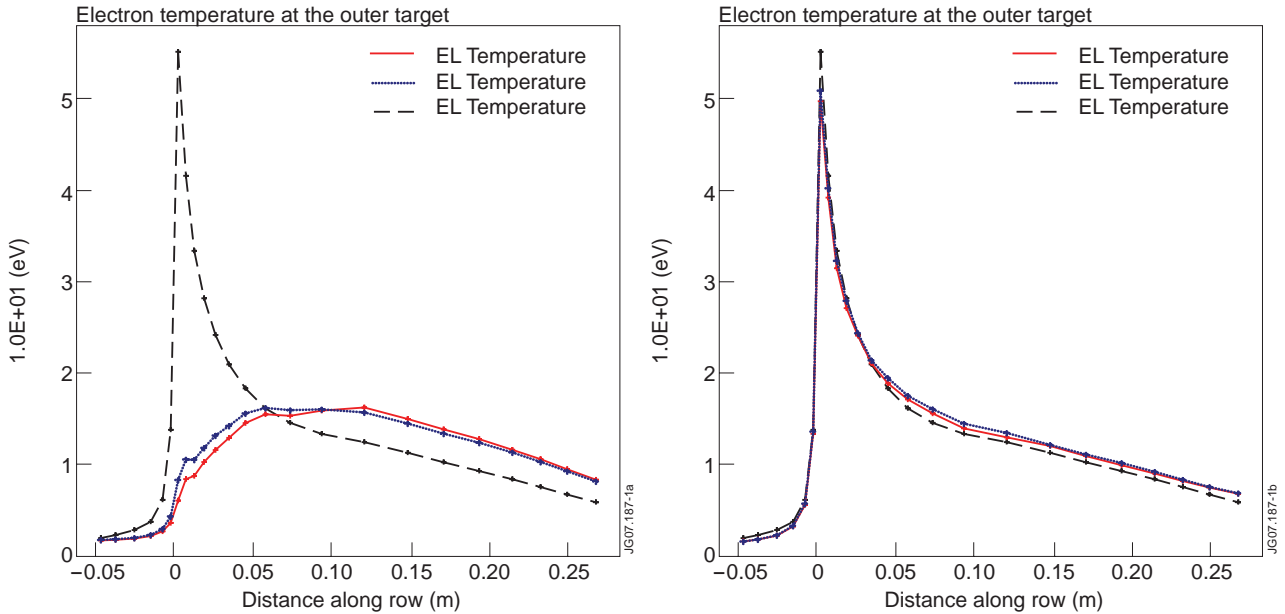 Electron temperature at the outer target
EL Temperature
EL Temperature
EL Temperature
5
4
3
2
1
0
1.0E+01 (eV)
−0.05 0 0.05 0.10 0.15 0.20 0.25
Distance along row (m)
JG07.187-1a
Electron temperature at the outer target
EL Temperature
EL Temperature
EL Temperature
5
4
3
2
1
0
1.0E+01 (eV)
−0.05 0 0.05 0.10 0.15 0.20 0.25
Distance along row (m)
JG07.187-1b